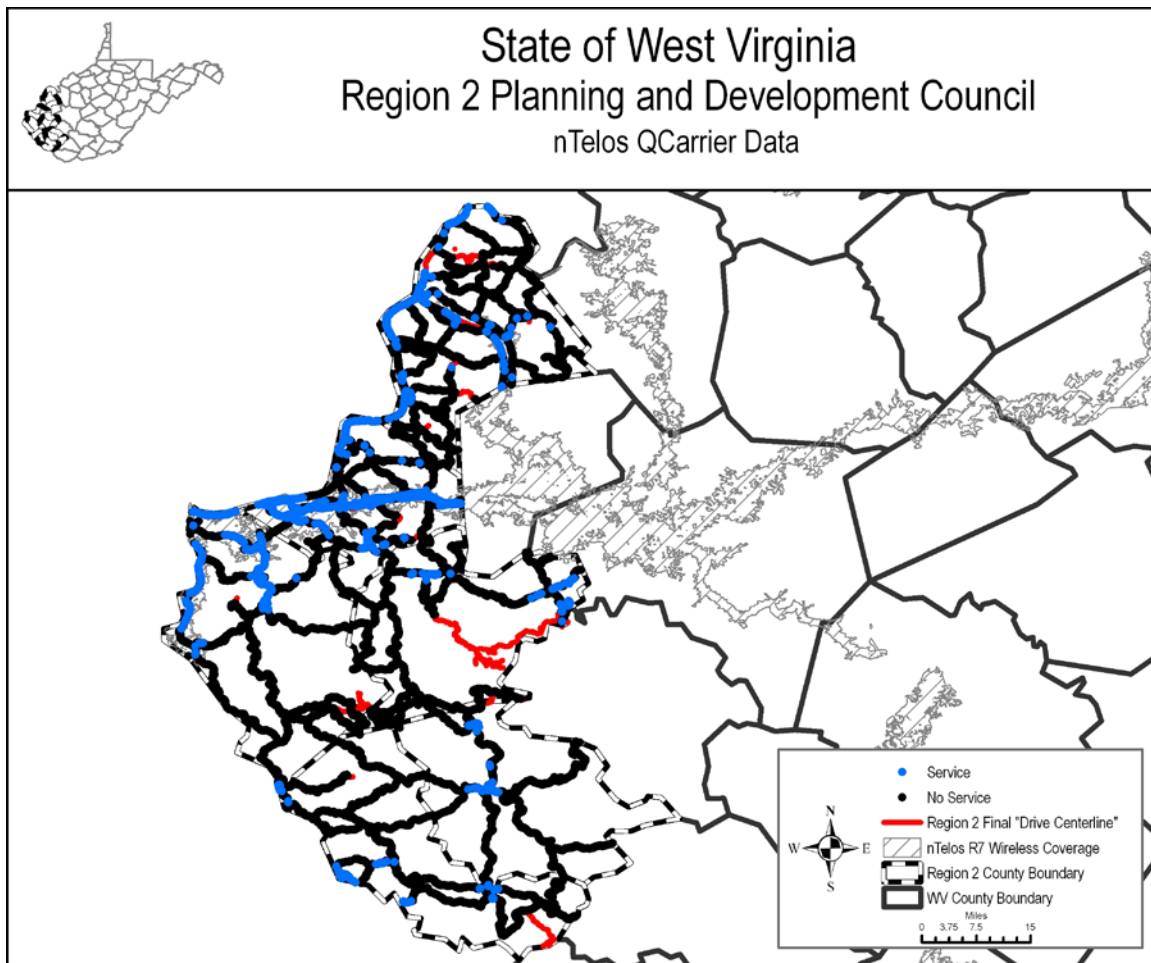 State of West Virginia
Region 2 Planning and Development Council
nTelos QCarrier Data
Service
No Service
Region 2 Final "Drive Centerline"
nTelos R7 Wireless Coverage
Region 2 County Boundary
WV County Boundary
N
W E
S
Miles
0 3.75 7.5 15